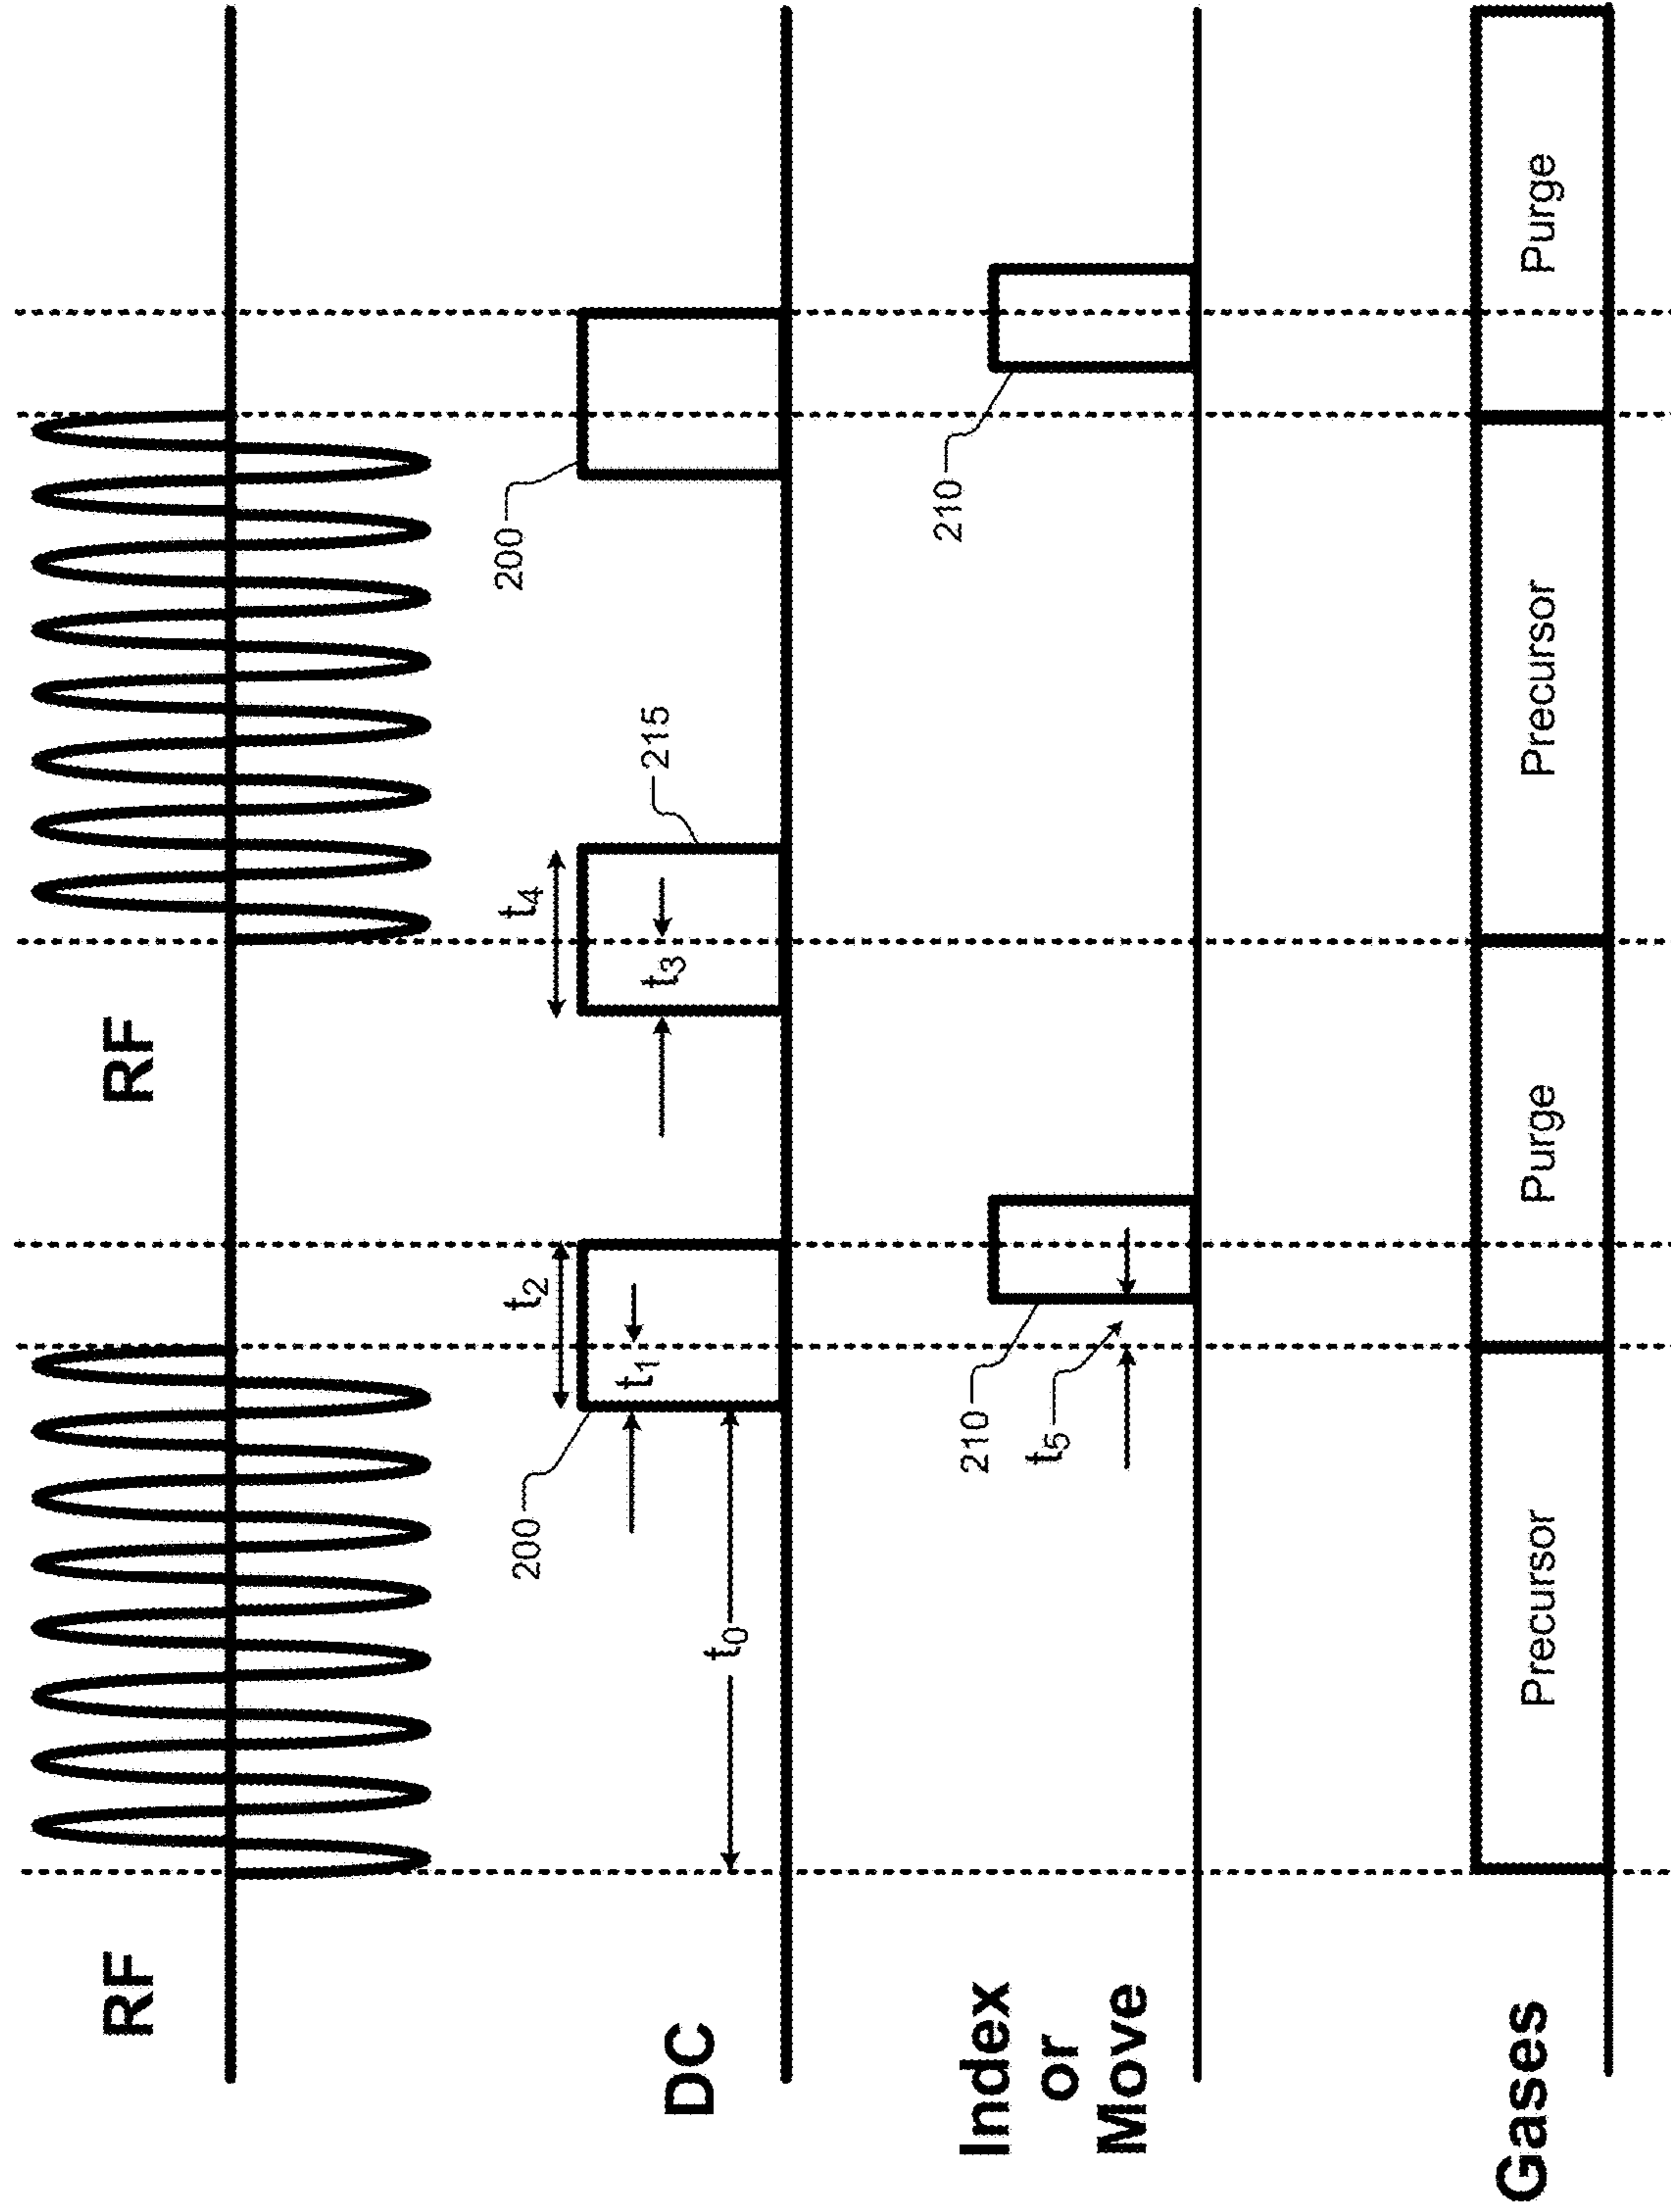 RF
RF
200
t2
t1
t0
t4
t3
215
200
DC
210
t5
210
Index
or
Move
Precursor
Purge
Precursor
Purge
Gases